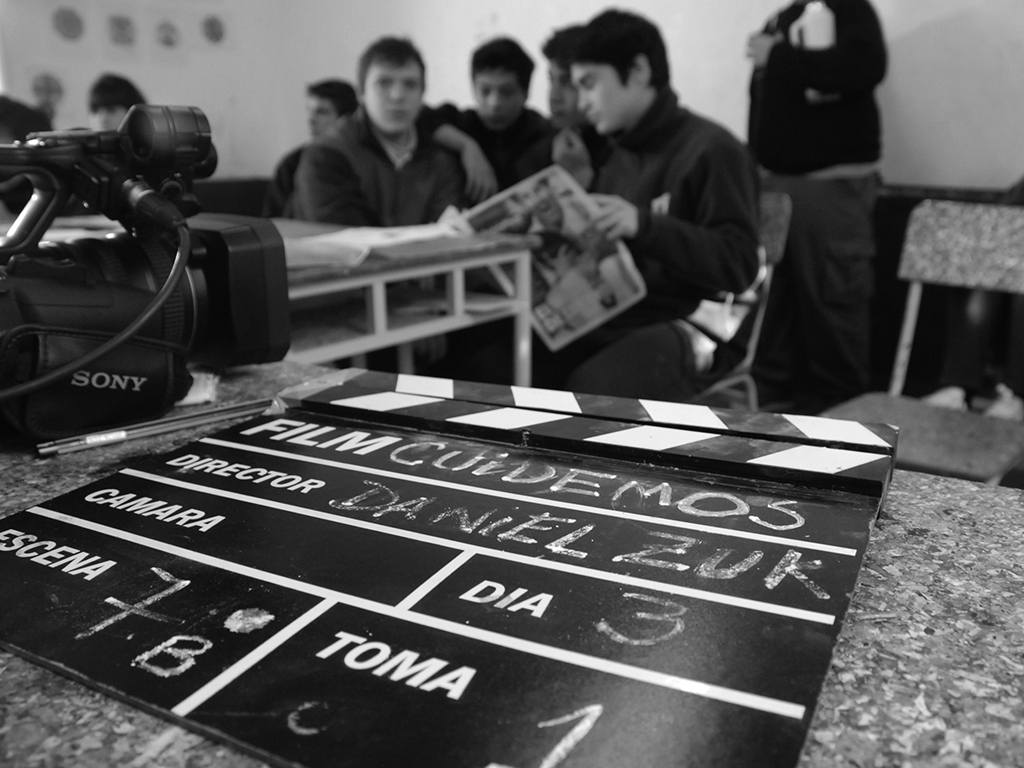 SONY
FILM CUIDEMOS
DIRECTOR DANIEL ZUK
CAMARA
DIA 3
ESCENA 7 B
TOMA 1
C